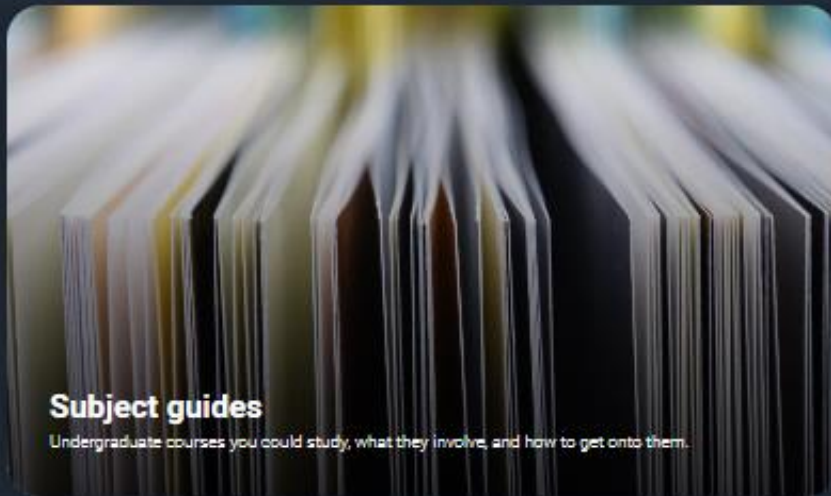 Subject guides
Undergraduate courses you could study, what they involve, and how to get onto them.